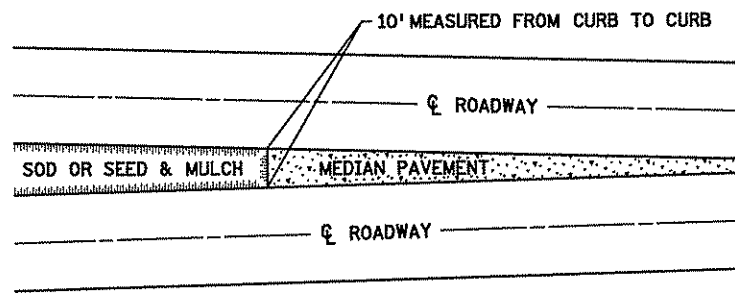 10' MEASURED FROM CURB TO CURB
℄ ROADWAY
SOD OR SEED & MULCH
MEDIAN PAVEMENT
℄ ROADWAY